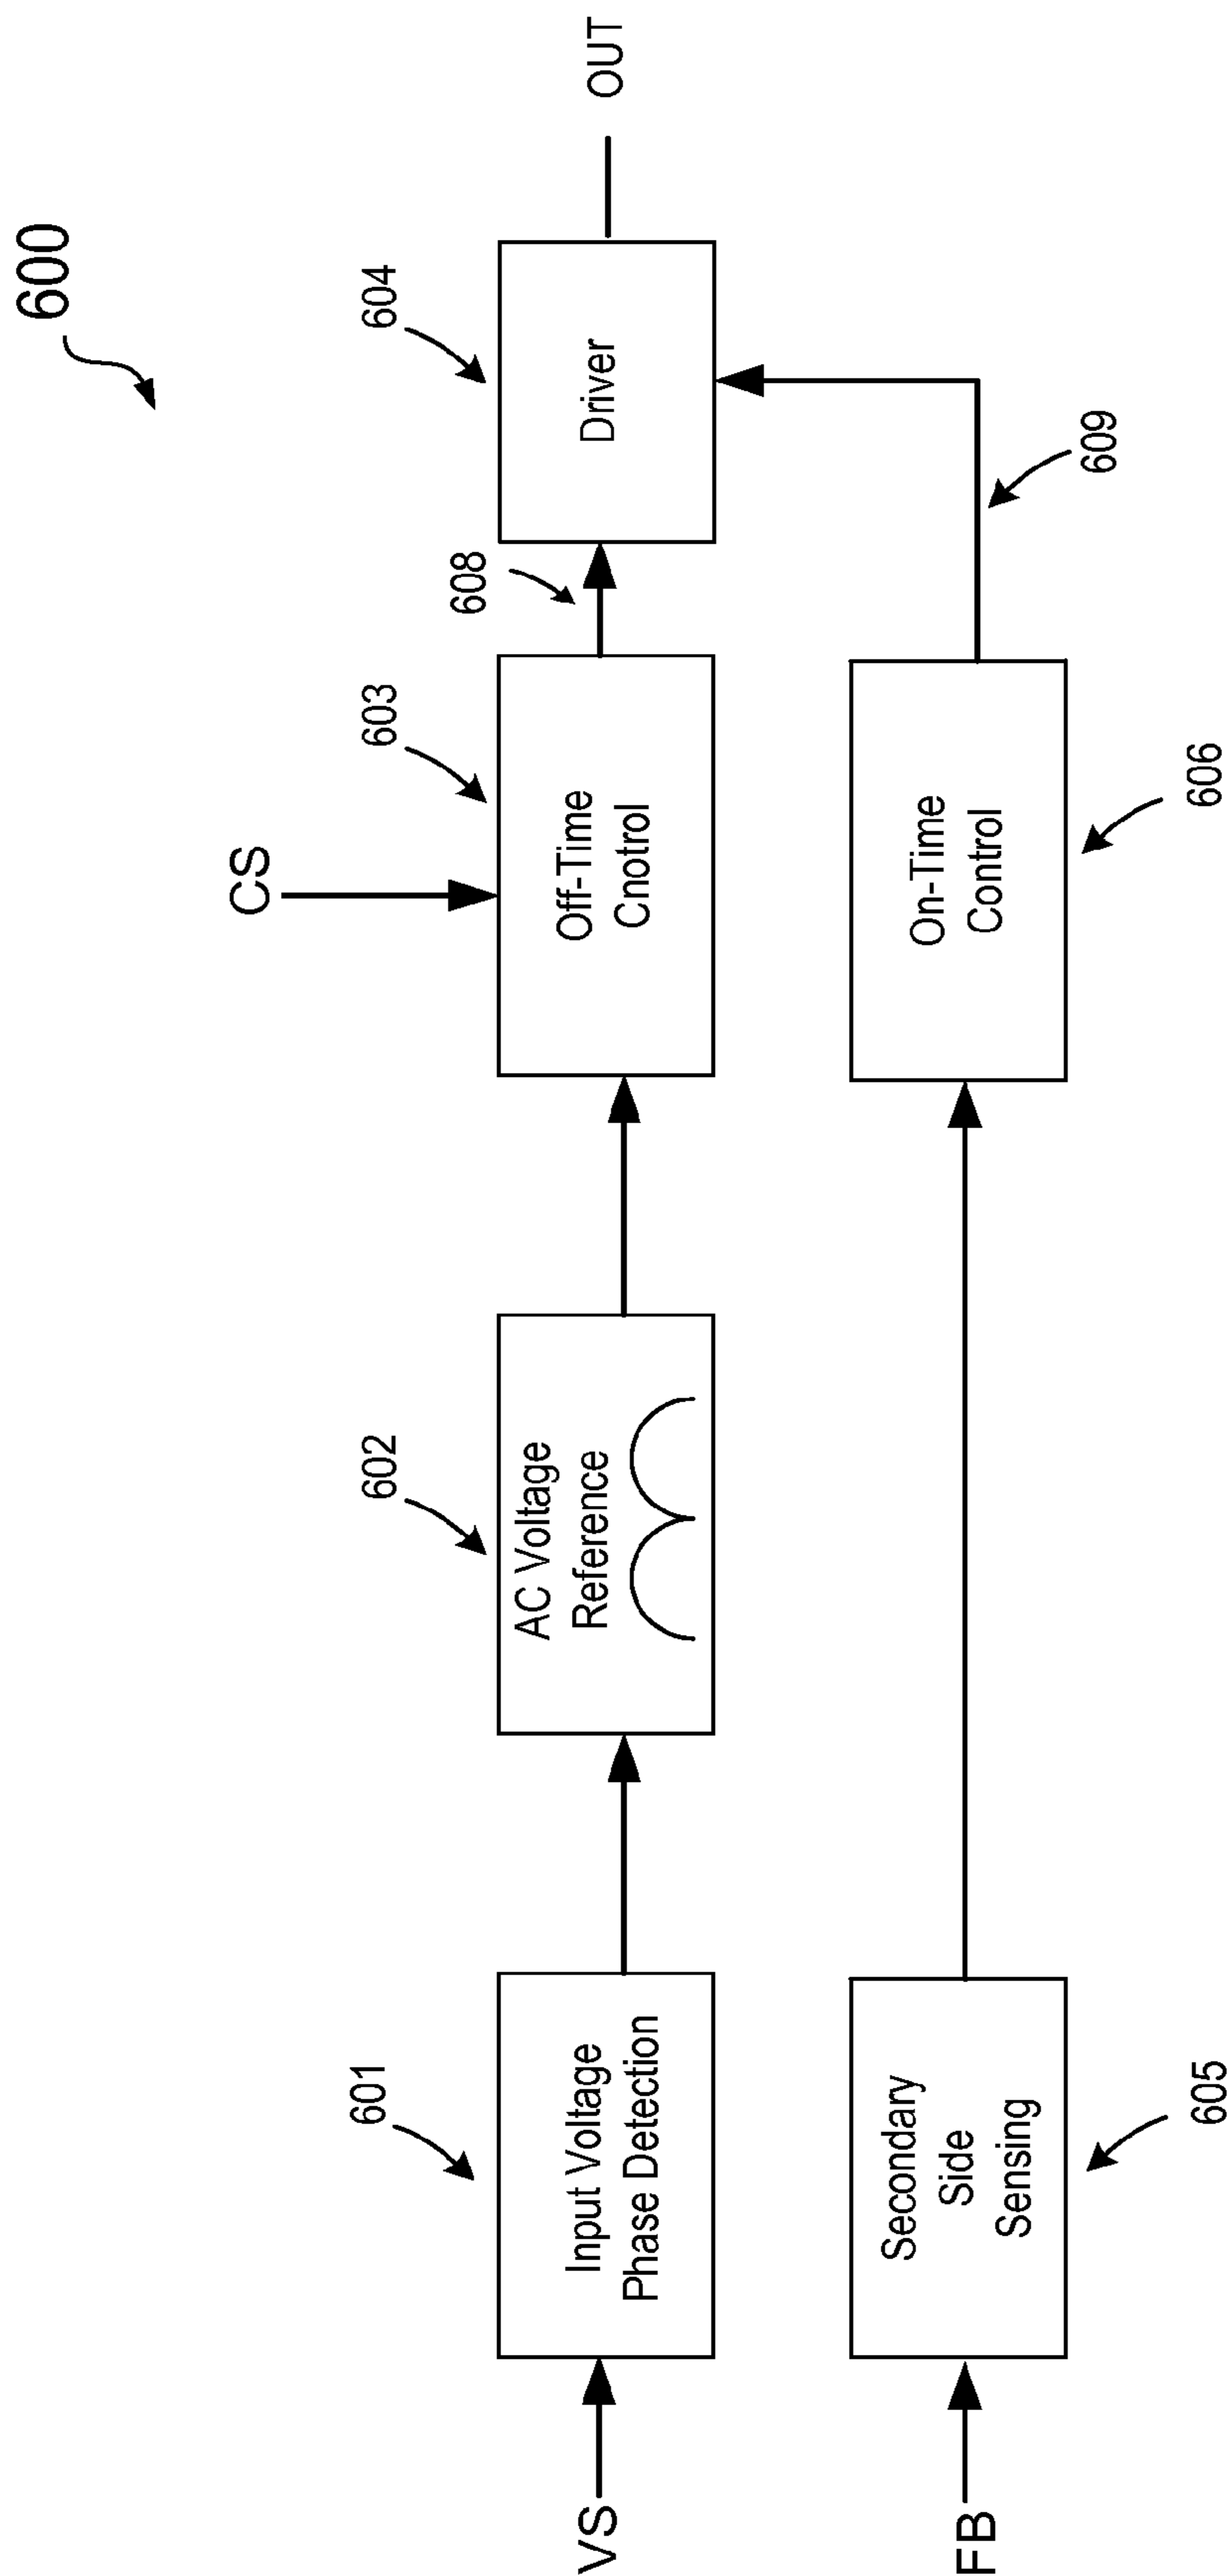 600
CS
601
602
603
604
608
VS
Input Voltage
Phase Detection
AC Voltage
Reference
Off-Time
Cnotrol
Driver
OUT
FB
Secondary
Side
Sensing
On-Time
Control
609
605
606